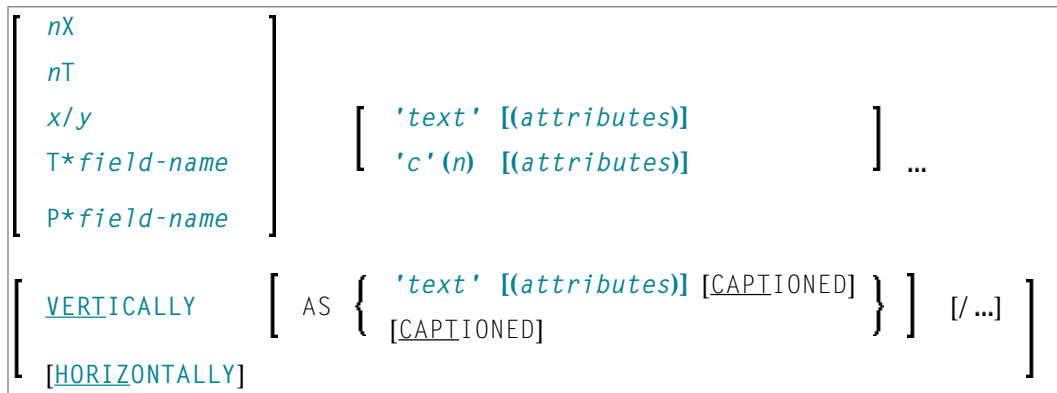 nX
nT
x/y
T*field-name
P*field-name
'text' [(attributes)]
'c'(n) [(attributes)]
...
VERTICALLY [ AS { 'text' [(attributes)] [CAPTIONED]
[CAPTIONED] } ] [/ ...]
[HORIZONTALLY]